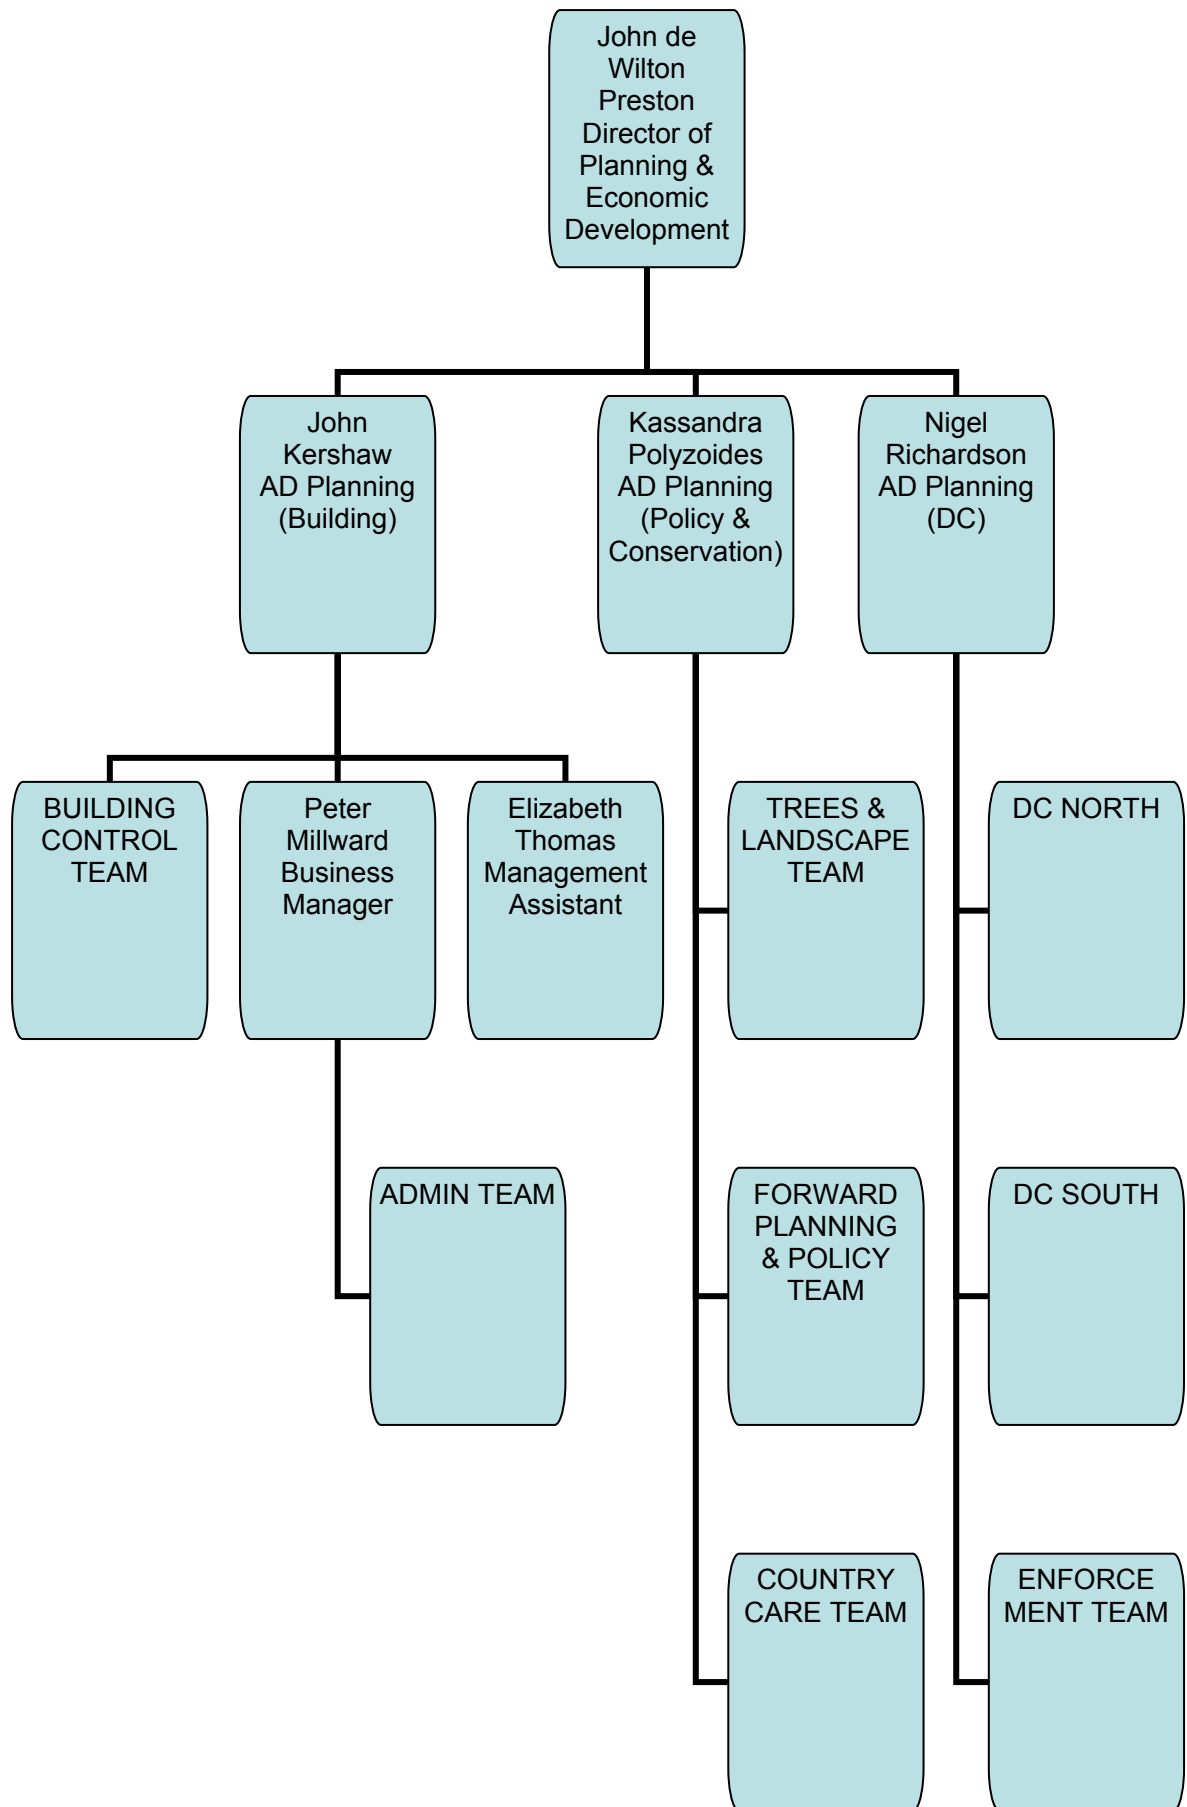 John de
Wilton
Preston
Director of
Planning &
Economic
Development
John
Kershaw
AD Planning
(Building)
Kassandra
Polyzoides
AD Planning
(Policy &
Conservation)
Nigel
Richardson
AD Planning
(DC)
BUILDING
CONTROL
TEAM
Peter
Millward
Business
Manager
Elizabeth
Thomas
Management
Assistant
TREES &
LANDSCAPE
TEAM
DC NORTH
ADMIN TEAM
FORWARD
PLANNING
& POLICY
TEAM
DC SOUTH
COUNTRY
CARE TEAM
ENFORCE
MENT TEAM